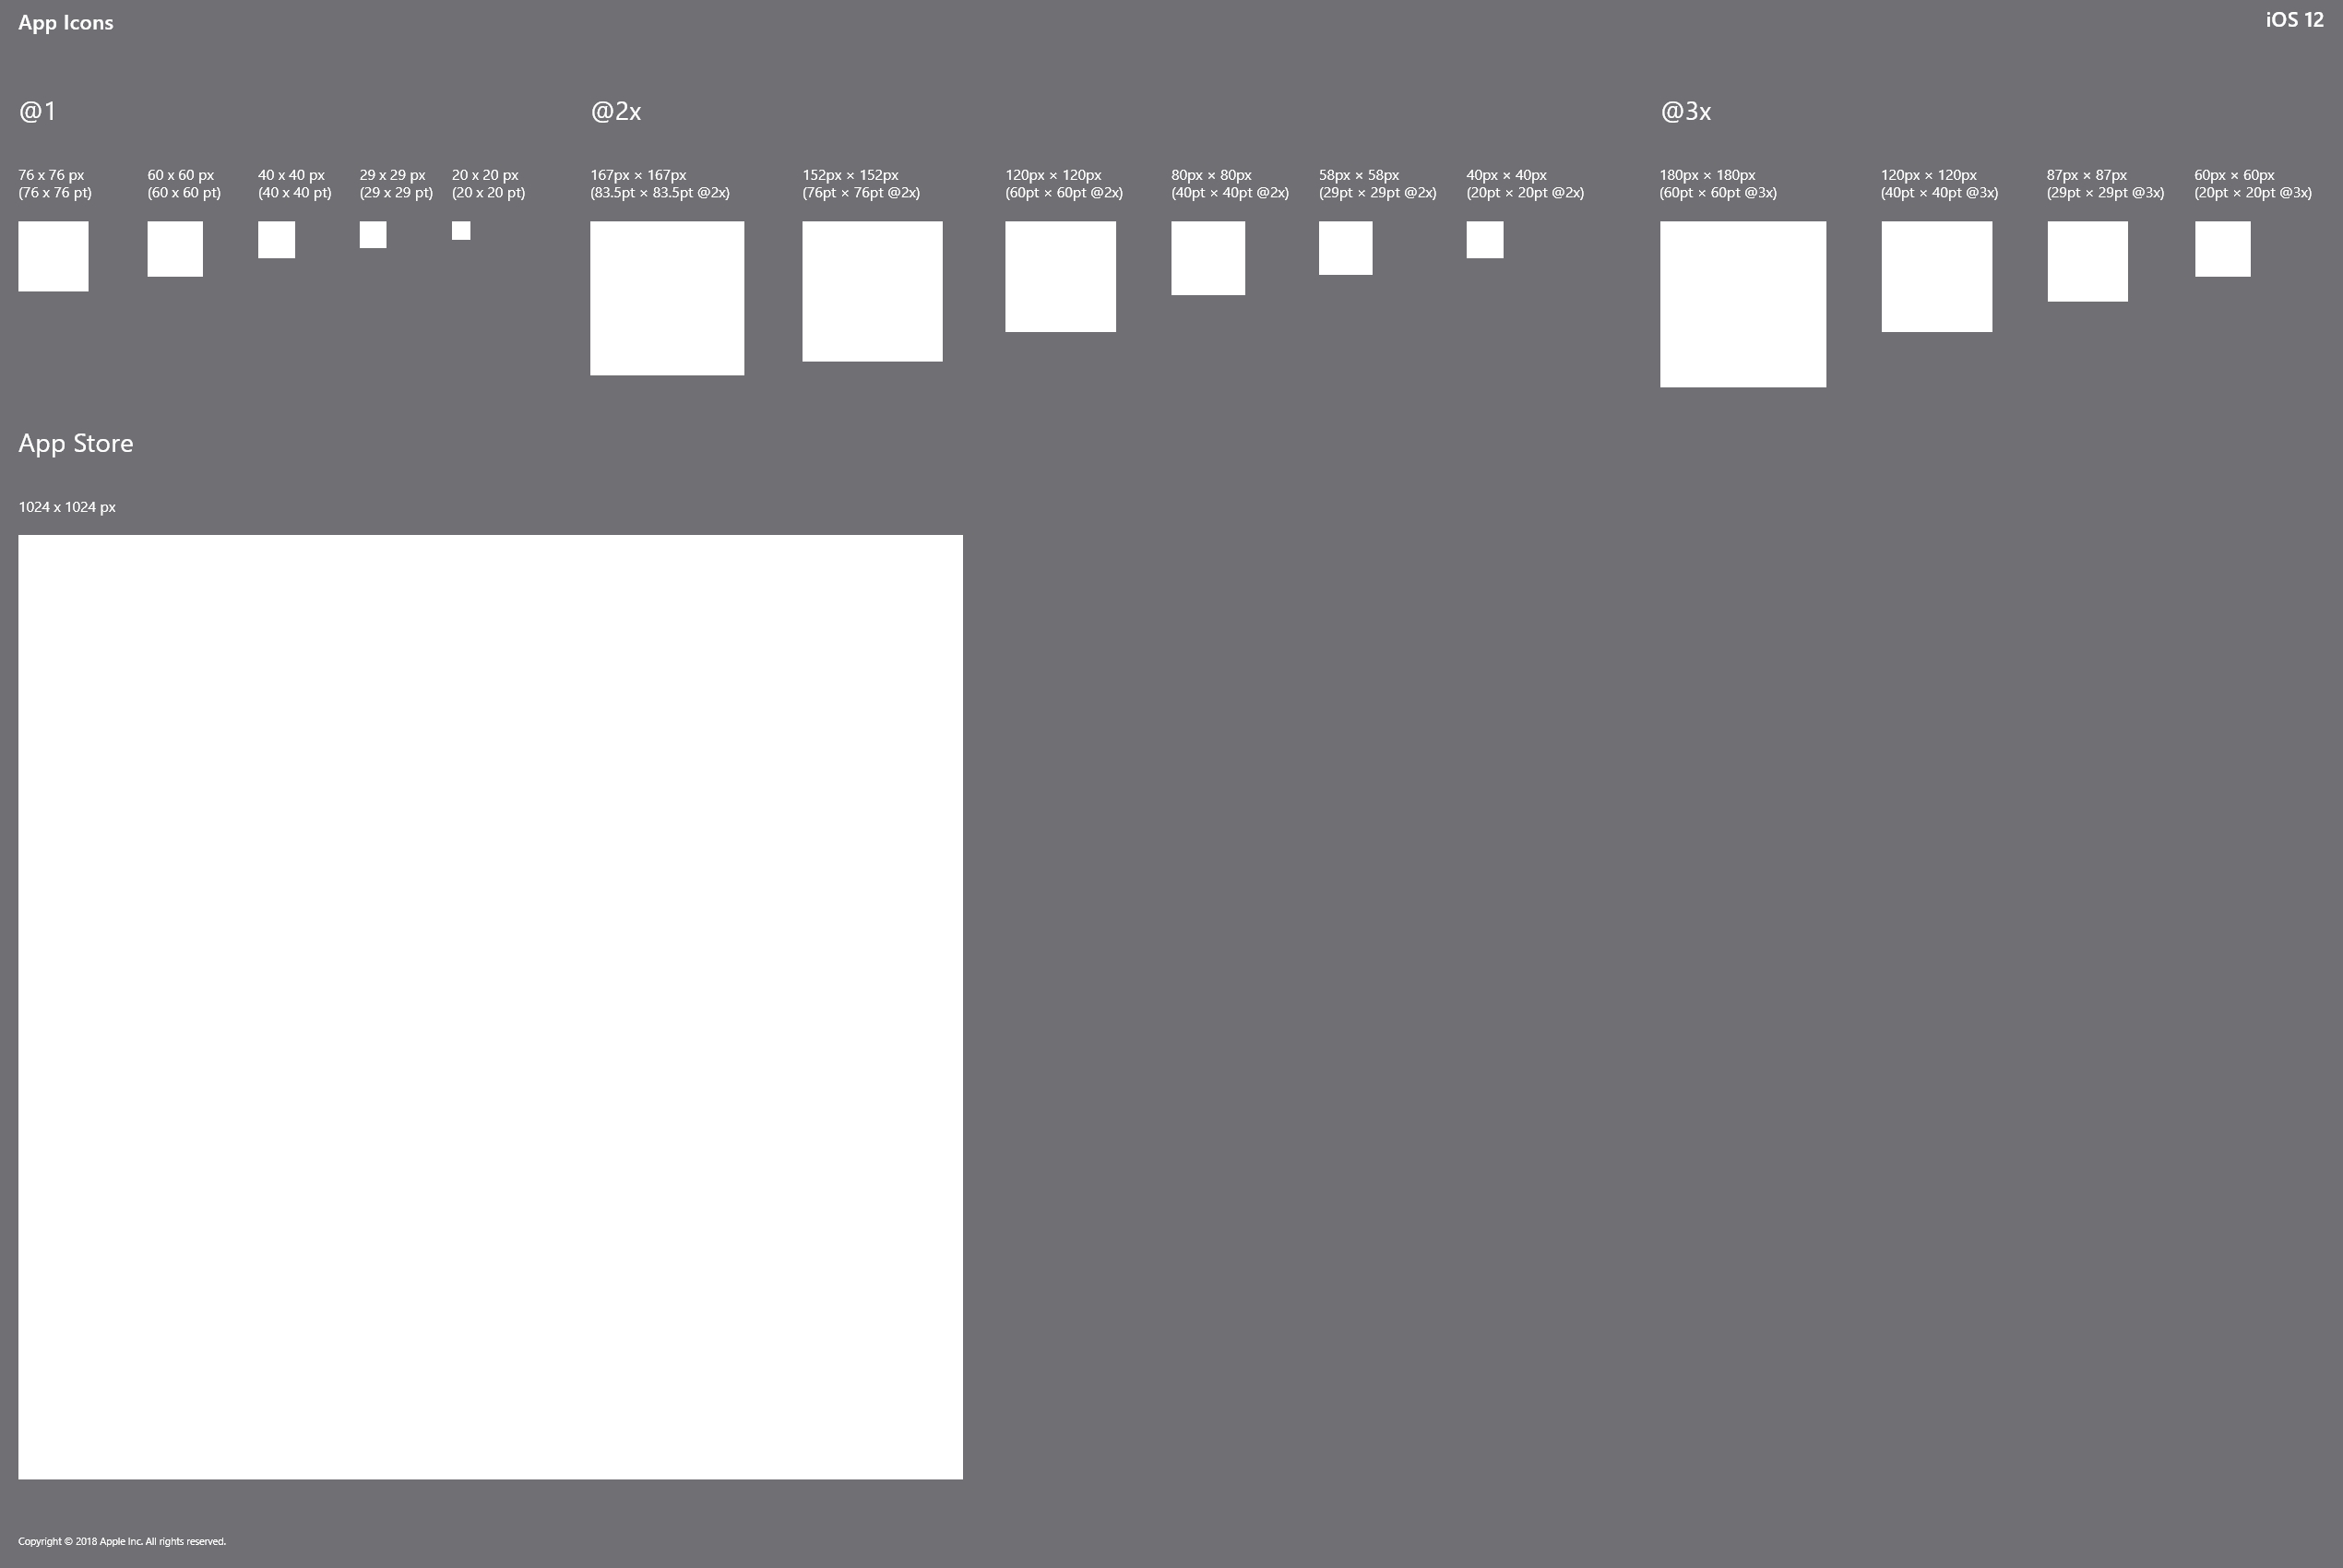 App Icons
iOS 12
@1
@2x
@3x
76 x 76 px
(76 x 76 pt)
60 x 60 px
(60 x 60 pt)
40 x 40 px
(40 x 40 pt)
29 x 29 px
(29 x 29 pt)
20 x 20 px
(20 x 20 pt)
167px × 167px
(83.5pt × 83.5pt @2x)
152px × 152px
(76pt × 76pt @2x)
120px × 120px
(60pt × 60pt @2x)
80px × 80px
(40pt × 40pt @2x)
58px × 58px
(29pt × 29pt @2x)
40px × 40px
(20pt × 20pt @2x)
180px × 180px
(60pt × 60pt @3x)
120px × 120px
(40pt × 40pt @3x)
87px × 87px
(29pt × 29pt @3x)
60px × 60px
(20pt × 20pt @3x)
App Store
1024 x 1024 px
Copyright © 2018 Apple Inc. All rights reserved.